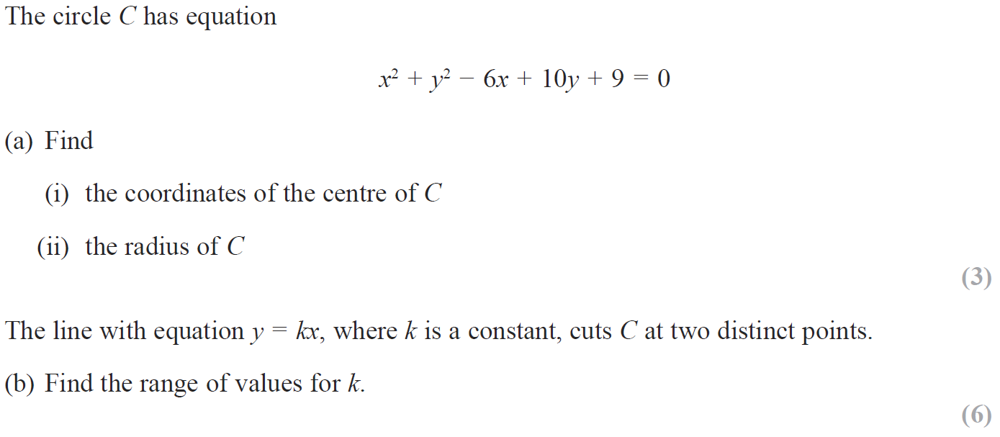 The circle C has equation
x² + y² − 6x + 10y + 9 = 0
(a) Find
(i) the coordinates of the centre of C
(ii) the radius of C
(3)
The line with equation y = kx, where k is a constant, cuts C at two distinct points.
(b) Find the range of values for k.
(6)